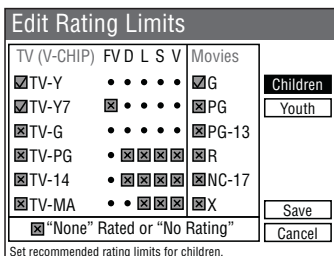 Edit Rating Limits
TV (V-CHIP) FV D L S V Movies
TV-Y G
TV-Y7 PG
TV-G PG-13
TV-PG R
TV-14 NC-17
TV-MA X
"None" Rated or "No Rating"
Children
Youth
Save
Cancel
Set recommended rating limits for children.